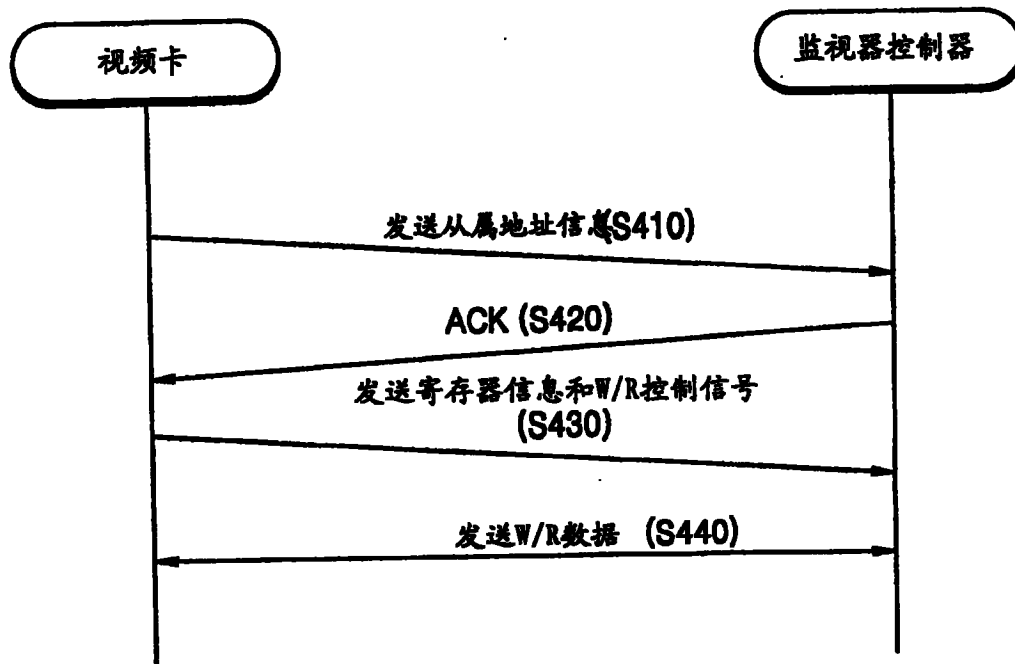 视频卡
监视器控制器
发送从属地址信息(S410)
ACK (S420)
发送寄存器信息和W/R控制信号
(S430)
发送W/R数据 (S440)